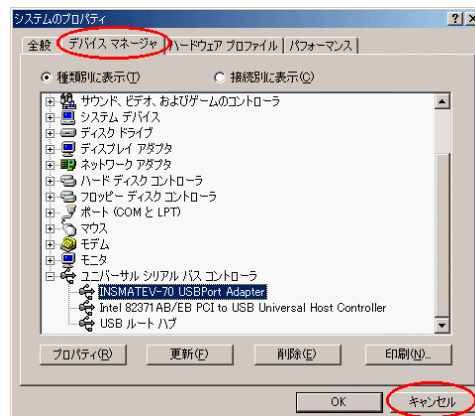 システムのプロパティ
全般 デバイス マネージャ ハードウェア プロファイル パフォーマンス
種類別に表示(T) 接続別に表示(C)
サウンド、ビデオ、およびゲームのコントローラ
システム デバイス
ディスク ドライブ
ディスプレイ アダプタ
ネットワーク アダプタ
ハード ディスク コントローラ
フロッピー ディスク コントローラ
ポート (COM と LPT)
マウス
モデム
モニタ
ユニバーサル シリアル バス コントローラ
INSMATEV-70 USBPort Adapter
Intel 82371AB/EB PCI to USB Universal Host Controller
USB ルート ハブ
プロパティ(R) 更新(F) 削除(E) 印刷(N)...
OK キャンセル